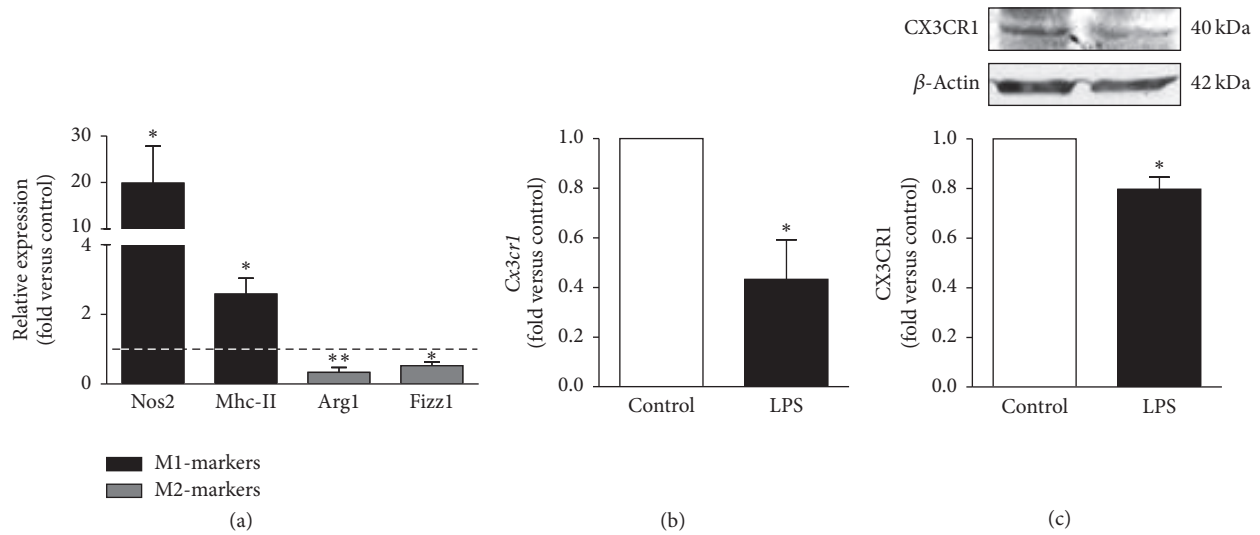 CX3CR1
40 kDa
β-Actin
42 kDa
Relative expression
(fold versus control)
30
20
10
4
2
0
*
*
**
*
Nos2
Mhc-II
Arg1
Fizz1
M1-markers
M2-markers
(a)
Cx3cr1
(fold versus control)
1.0
0.8
0.6
0.4
0.2
0.0
*
Control
LPS
(b)
CX3CR1
(fold versus control)
1.0
0.8
0.6
0.4
0.2
0.0
*
Control
LPS
(c)